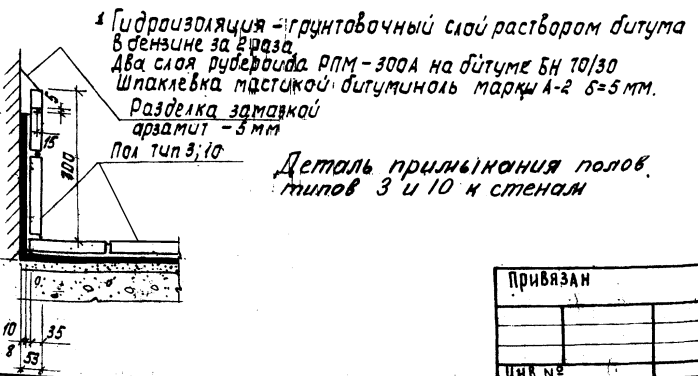 1 Гидроизоляция - грунтовочный слой раствором битума
в бензине за 2 раза
Два слоя рубероида РПМ-300А на битуме БН 70/30
Шпаклевка мастикой битуминоль марки А-2 δ=5 мм.
Разделка замазкой
арзамит - 5 мм
Пол тип 3; 10
5
15
300
Деталь примыкания полов
типов 3 и 10 к стенам
10
35
8
53
Привязан
Инв №